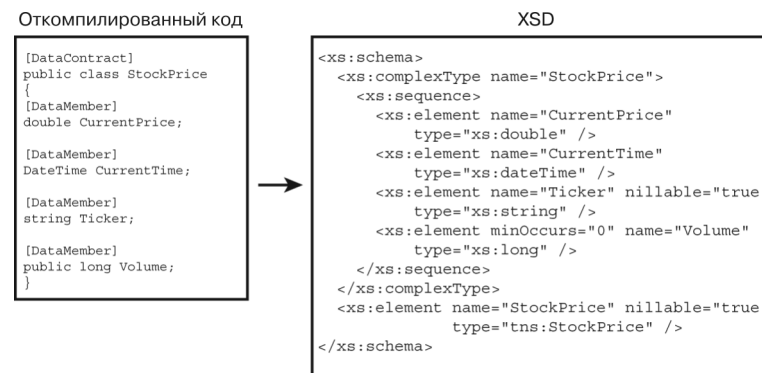 Откомпилированный код
[DataContract]
public class StockPrice
{
[DataMember]
double CurrentPrice;
[DataMember]
DateTime CurrentTime;
[DataMember]
string Ticker;
[DataMember]
public long Volume;
}
XSD
<xs:schema>
<xs:complexType name="StockPrice">
<xs:sequence>
<xs:element name="CurrentPrice"
type="xs:double" />
<xs:element name="CurrentTime"
type="xs:dateTime" />
<xs:element name="Ticker" nillable="true
type="xs:string" />
<xs:element minOccurs="0" name="Volume"
type="xs:long" />
</xs:sequence>
</xs:complexType>
<xs:element name="StockPrice" nillable="true
type="tns:StockPrice" />
</xs:schema>